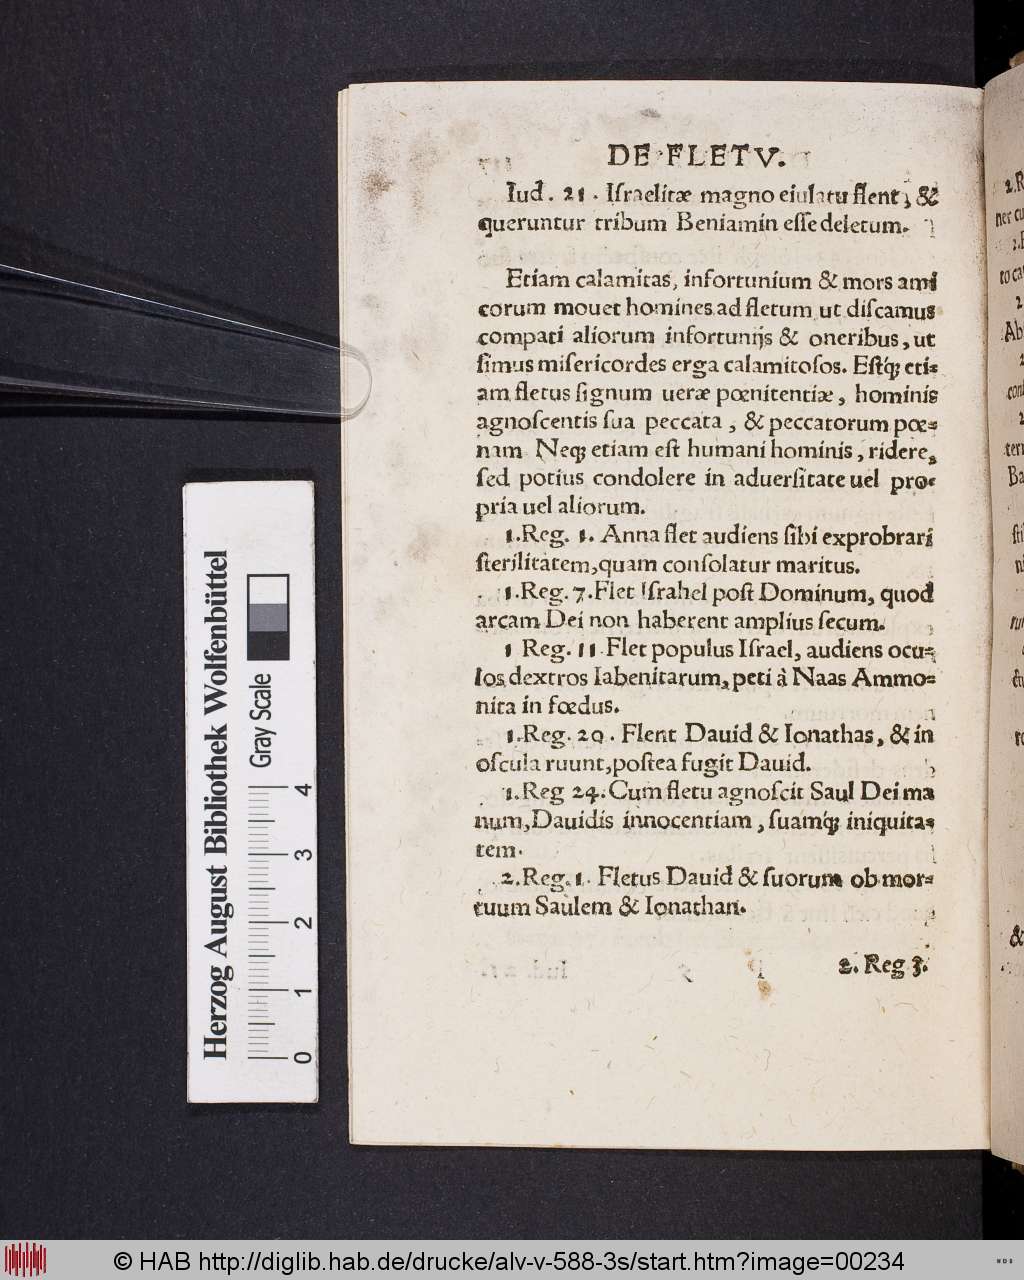 DE FLETV.
Iud. 21. Iſraelitæ magno eiulatu flent, &
queruntur tribum Beniamin eſſe deletum.
Etiam calamitas, infortunium & mors ami
corum mouet homines ad fletum ut diſcamus
compati aliorum infortunijs & oneribus, ut
ſimus miſericordes erga calamitoſos. Eſtq́; eti⸗
am fletus ſignum ueræ pœnitentiæ, hominis
agnoſcentis ſua peccata, & peccatorum pœ⸗
nam Neq; etiam eſt humani hominis, ridere,
ſed potius condolere in aduerſitate uel pro⸗
pria uel aliorum.
1.Reg. 1. Anna flet audiens ſibi exprobrari
ſterilitatem, quam conſolatur maritus.
1.Reg. 7. Flet Iſrahel poſt Dominum, quod
arcam Dei non haberent amplius ſecum.
1 Reg. 11 Flet populus Iſrael, audiens ocu⸗
los dextros Iabenitarum, peti à Naas Ammo⸗
nita in fœdus.
1.Reg. 20. Flent Dauid & Ionathas, & in
oſcula ruunt, poſtea fugit Dauid.
1.Reg 24. Cum fletu agnoſcit Saul Dei ma
num, Dauidis innocentiam, ſuamq́; iniquita⸗
tem.
2.Reg. 1. Fletus Dauid & ſuorum ob mor⸗
tuum Saulem & Ionathan.
2. Reg 3.
Herzog August Bibliothek Wolfenbüttel
Gray Scale
0 1 2 3 4
© HAB http://diglib.hab.de/drucke/alv-v-588-3s/start.htm?image=00234